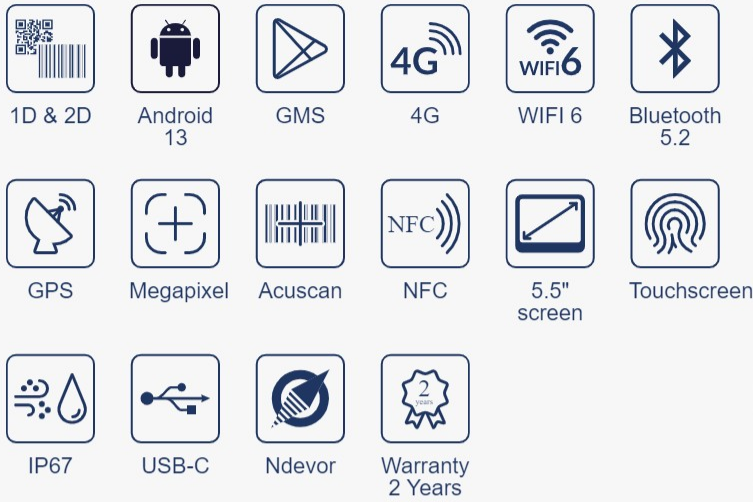 1D & 2D
Android
13
GMS
4G
4G
WIFI6
WIFI 6
Bluetooth
5.2
GPS
Megapixel
Acuscan
NFC
NFC
5.5"
screen
Touchscreen
IP67
USB-C
Ndevor
2
years
Warranty
2 Years